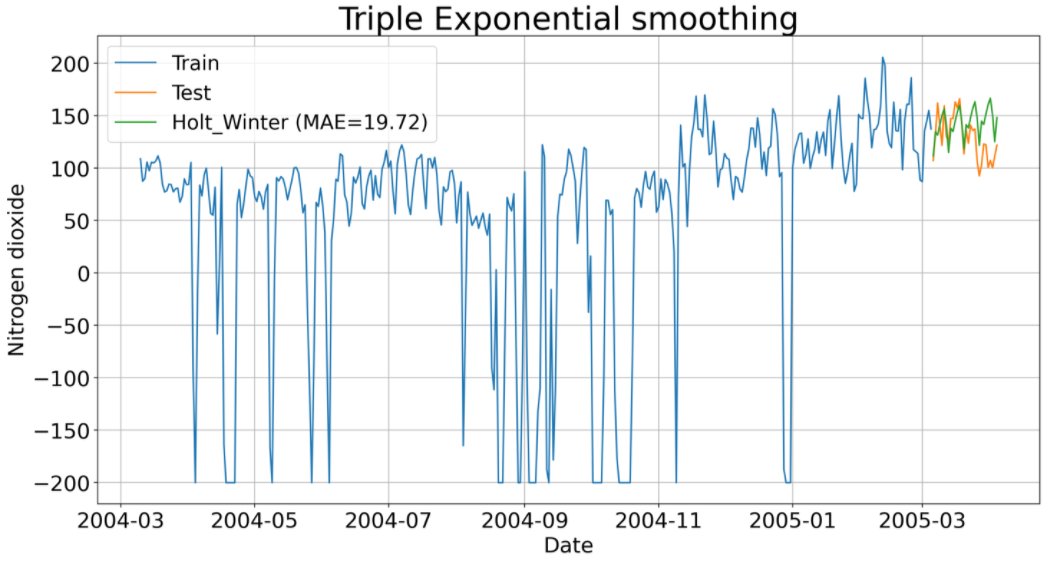 Triple Exponential smoothing
Train
Test
Holt_Winter (MAE=19.72)
Nitrogen dioxide
200
150
100
50
0
−50
−100
−150
−200
2004-03 2004-05 2004-07 2004-09 2004-11 2005-01 2005-03
Date